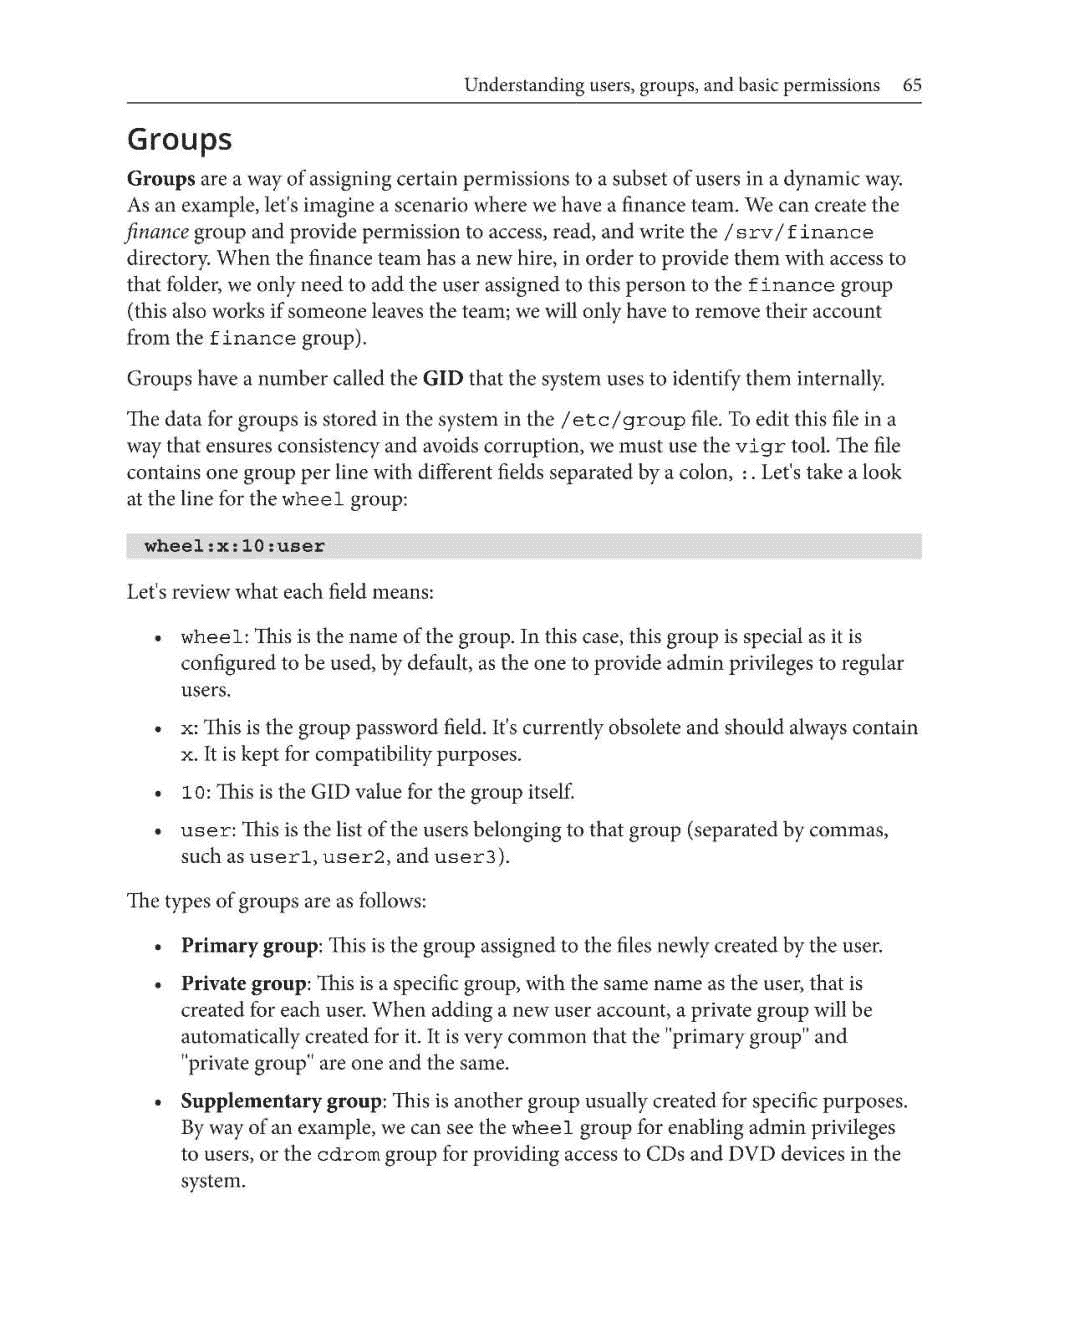 Understanding users, groups, and basic permissions 65
Groups
Groups are a way of assigning certain permissions to a subset of users in a dynamic way.
As an example, let's imagine a scenario where we have a finance team. We can create the
finance group and provide permission to access, read, and write the /srv/finance
directory. When the finance team has a new hire, in order to provide them with access to
that folder, we only need to add the user assigned to this person to the finance group
(this also works if someone leaves the team; we will only have to remove their account
from the finance group).
Groups have a number called the GID that the system uses to identify them internally.
The data for groups is stored in the system in the /etc/group file. To edit this file in a
way that ensures consistency and avoids corruption, we must use the vigr tool. The file
contains one group per line with different fields separated by a colon, :. Let's take a look
at the line for the wheel group:
wheel:x:10:user
Let's review what each field means:
• wheel: This is the name of the group. In this case, this group is special as it is
configured to be used, by default, as the one to provide admin privileges to regular
users.
• x: This is the group password field. It's currently obsolete and should always contain
x. It is kept for compatibility purposes.
• 10: This is the GID value for the group itself.
• user: This is the list of the users belonging to that group (separated by commas,
such as user1, user2, and user3).
The types of groups are as follows:
• Primary group: This is the group assigned to the files newly created by the user.
• Private group: This is a specific group, with the same name as the user, that is
created for each user. When adding a new user account, a private group will be
automatically created for it. It is very common that the "primary group" and
"private group" are one and the same.
• Supplementary group: This is another group usually created for specific purposes.
By way of an example, we can see the wheel group for enabling admin privileges
to users, or the cdrom group for providing access to CDs and DVD devices in the
system.